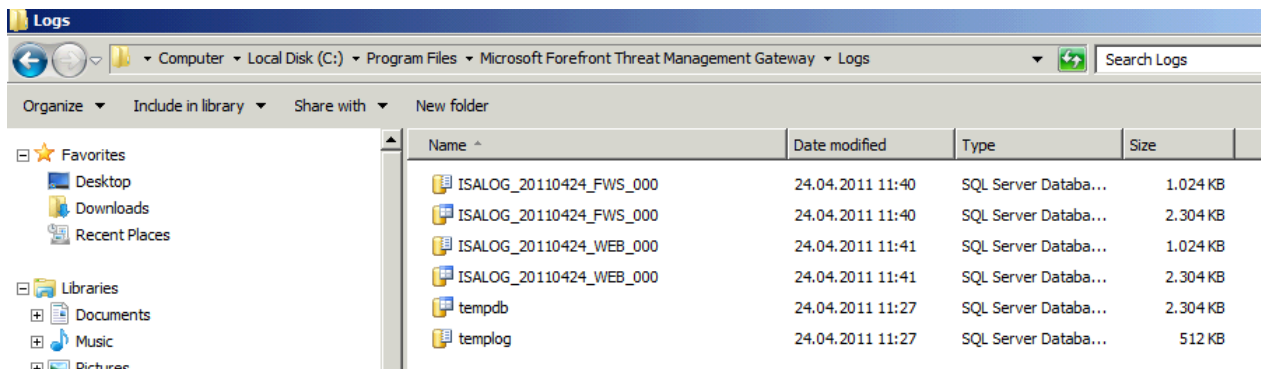 Logs
Computer Local Disk (C:) Program Files Microsoft Forefront Threat Management Gateway Logs Search Logs
Organize Include in library Share with New folder
Name Date modified Type Size
Favorites
Desktop
Downloads
Recent Places
Libraries
Documents
Music
Pictures
ISALOG_20110424_FWS_000 24.04.2011 11:40 SQL Server Databa... 1.024 KB
ISALOG_20110424_FWS_000 24.04.2011 11:40 SQL Server Databa... 2.304 KB
ISALOG_20110424_WEB_000 24.04.2011 11:41 SQL Server Databa... 1.024 KB
ISALOG_20110424_WEB_000 24.04.2011 11:41 SQL Server Databa... 2.304 KB
tempdb 24.04.2011 11:27 SQL Server Databa... 2.304 KB
templog 24.04.2011 11:27 SQL Server Databa... 512 KB